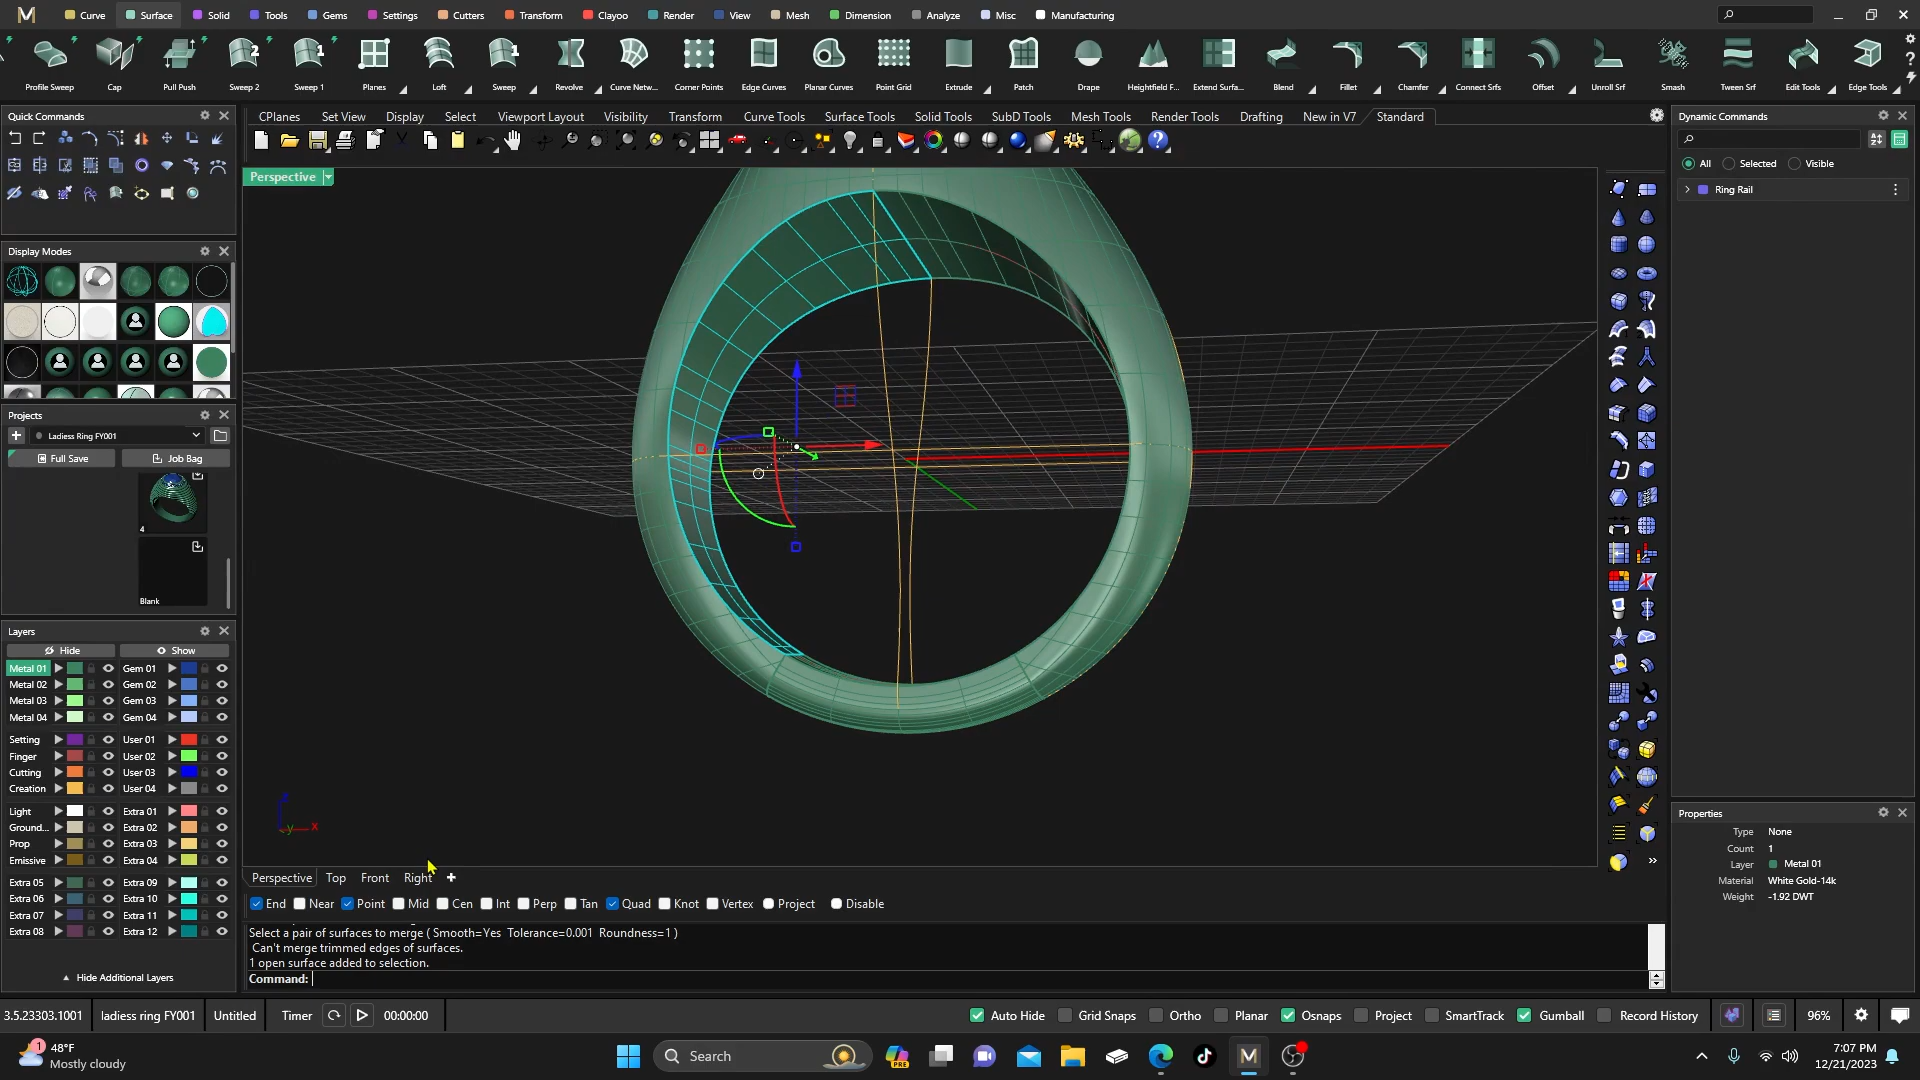 Curve Surface Solid Tools Gems Settings Cutters Transform Clayoo Render View Mesh Dimension Analyze Misc Manufacturing
Profile Sweep Cap Pull Push Sweep 2 Sweep 1 Planes Loft Sweep Revolve Curve Netw... Corner Points Edge Curves Planar Curves Point Grid Extrude Patch Drape Heightfield F... Extend Surfa... Blend Fillet Chamfer Connect Srfs Offset Unroll Srf Smash Tween Srf Edit Tools Edge Tools
Quick Commands
CPlanes Set View Display Select Viewport Layout Visibility Transform Curve Tools Surface Tools Solid Tools SubD Tools Mesh Tools Render Tools Drafting New in V7 Standard
Dynamic Commands
All Selected Visible
Ring Rail
Perspective
Display Modes
Projects
Ladiess Ring FY001
Full Save Job Bag
4
Blank
Layers
Hide Show
Metal 01 Gem 01
Metal 02 Gem 02
Metal 03 Gem 03
Metal 04 Gem 04
Setting User 01
Finger User 02
Cutting User 03
Creation User 04
Light Extra 01
Ground... Extra 02
Prop Extra 03
Emissive Extra 04
Extra 05 Extra 09
Extra 06 Extra 10
Extra 07 Extra 11
Extra 08 Extra 12
Hide Additional Layers
x
y
Perspective Top Front Right
End Near Point Mid Cen Int Perp Tan Quad Knot Vertex Project Disable
Select a pair of surfaces to merge ( Smooth=Yes Tolerance=0.001 Roundness=1 )
Can't merge trimmed edges of surfaces.
1 open surface added to selection.
Command:
Properties
Type None
Count 1
Layer Metal 01
Material White Gold-14k
Weight -1.92 DWT
3.5.23303.1001 ladiess ring FY001 Untitled Timer 00:00:00 Auto Hide Grid Snaps Ortho Planar Osnaps Project SmartTrack Gumball Record History 96%
1
48°F
Mostly cloudy
Search
PRE
7:07 PM
12/21/2023